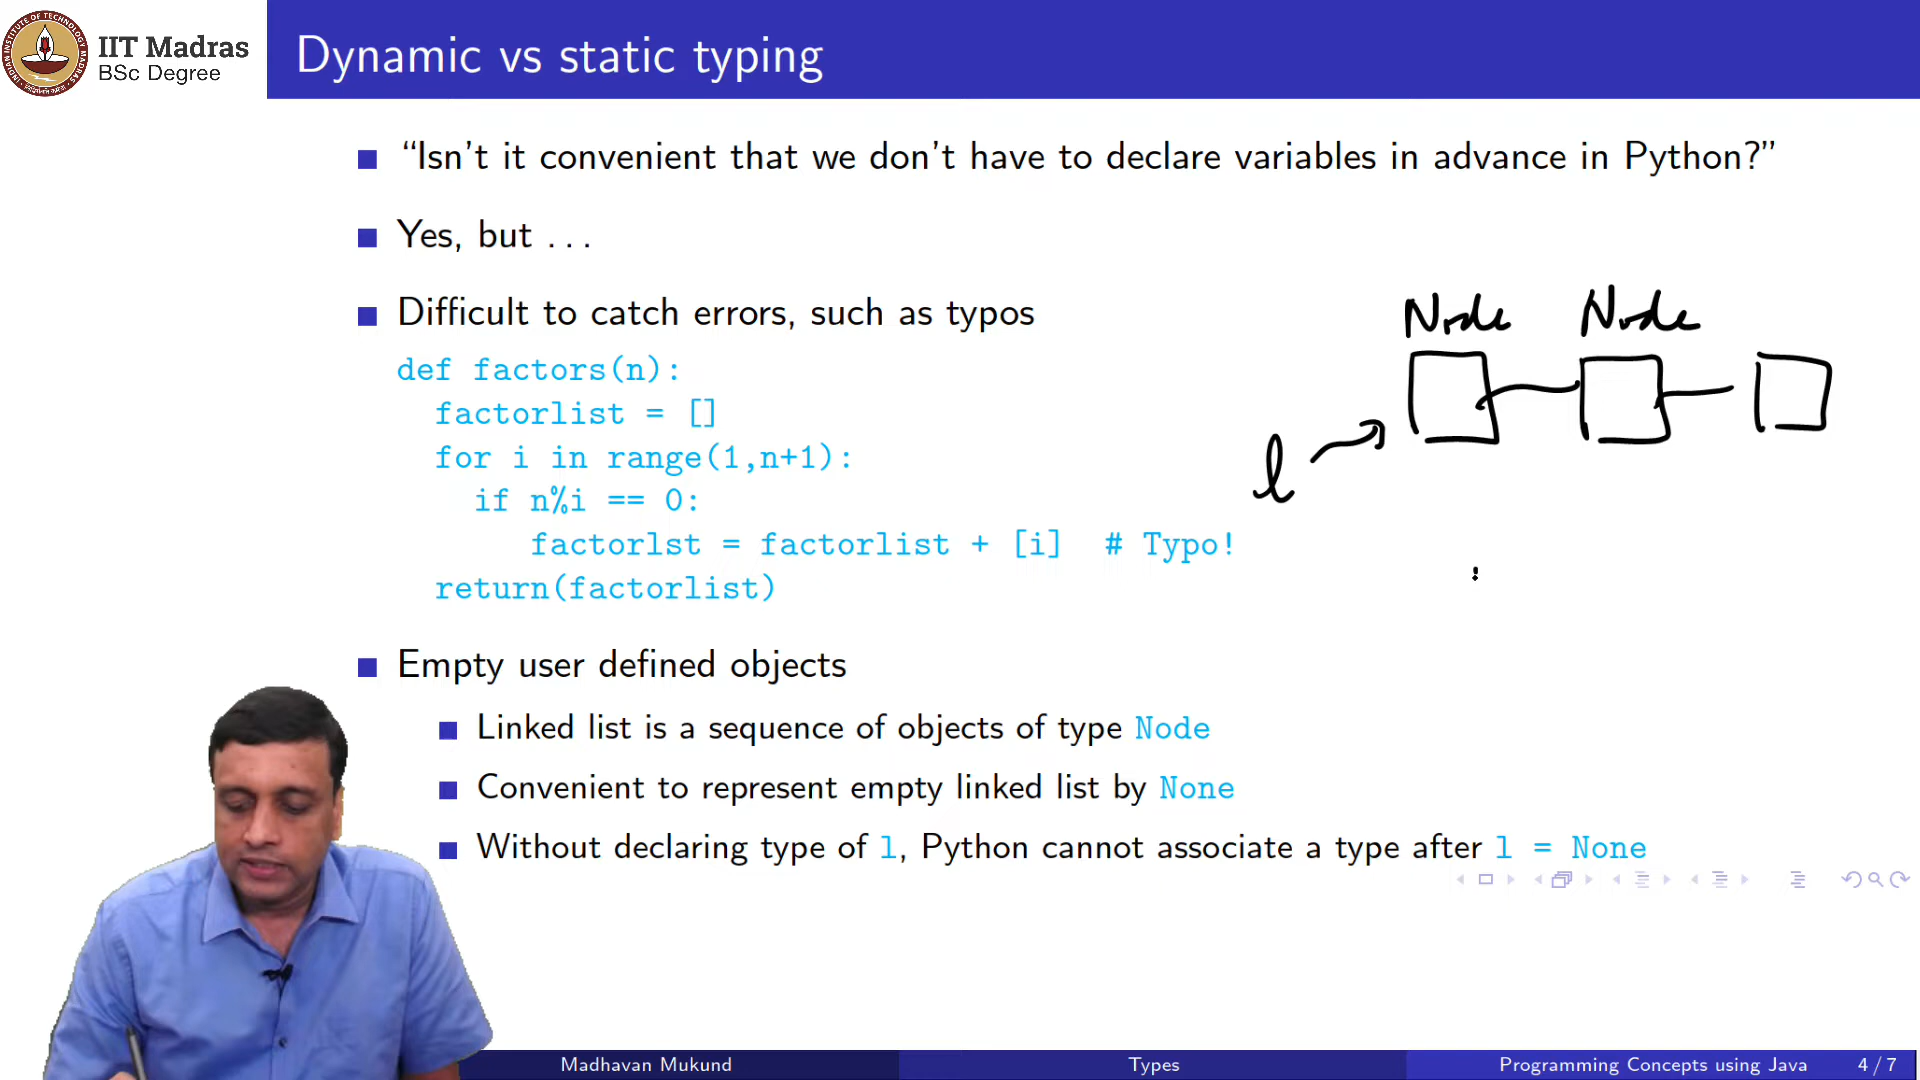 IIT Madras
BSc Degree
Dynamic vs static typing
“Isn’t it convenient that we don’t have to declare variables in advance in Python?”
Yes, but ...
Difficult to catch errors, such as typos
def factors(n):
factorlist = []
for i in range(1,n+1):
if n%i == 0:
factorlst = factorlist + [i] # Typo!
return(factorlist)
Node Node
l
Empty user defined objects
Linked list is a sequence of objects of type Node
Convenient to represent empty linked list by None
Without declaring type of l, Python cannot associate a type after l = None
Madhavan Mukund Types Programming Concepts using Java 4 / 7